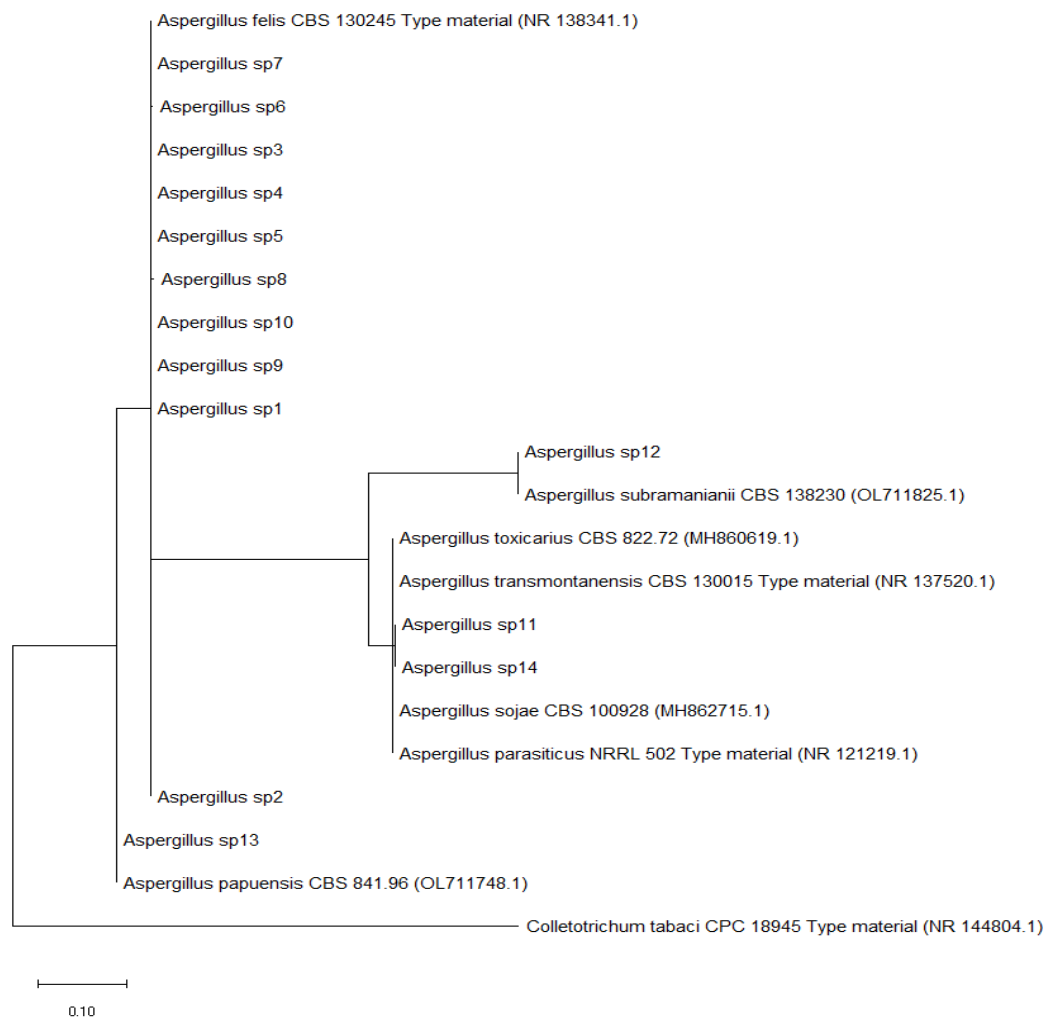 Aspergillus felis CBS 130245 Type material (NR 138341.1)
Aspergillus sp7
Aspergillus sp6
Aspergillus sp3
Aspergillus sp4
Aspergillus sp5
Aspergillus sp8
Aspergillus sp10
Aspergillus sp9
Aspergillus sp1
Aspergillus sp12
Aspergillus subramanianii CBS 138230 (OL711825.1)
Aspergillus toxicarius CBS 822.72 (MH860619.1)
Aspergillus transmontanensis CBS 130015 Type material (NR 137520.1)
Aspergillus sp11
Aspergillus sp14
Aspergillus sojae CBS 100928 (MH862715.1)
Aspergillus parasiticus NRRL 502 Type material (NR 121219.1)
Aspergillus sp2
Aspergillus sp13
Aspergillus papuensis CBS 841.96 (OL711748.1)
Colletotrichum tabaci CPC 18945 Type material (NR 144804.1)
0.10